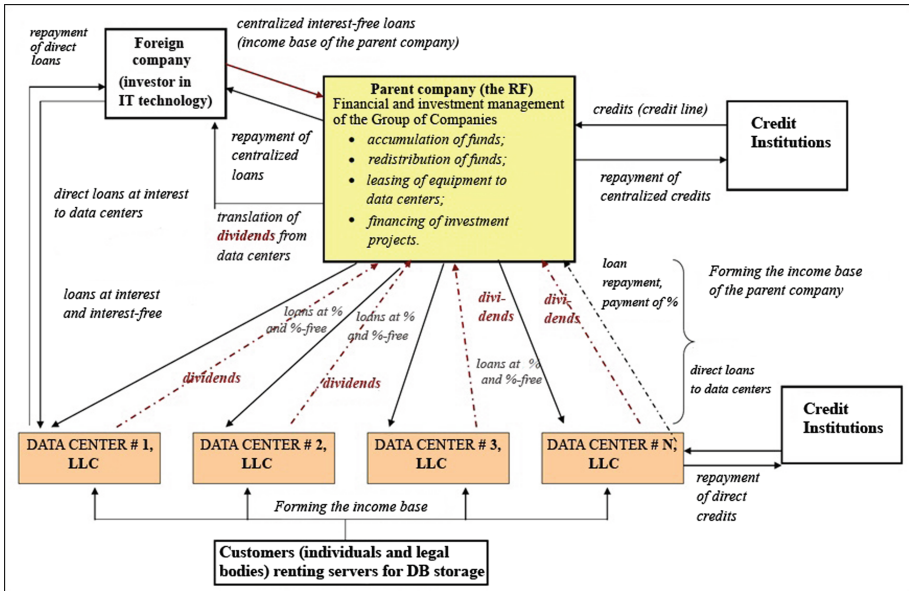 repayment
of direct
loans
Foreign
company
(investor in
IT technology)
centralized interest-free loans
(income base of the parent company)
Parent company (the RF)
Financial and investment management
of the Group of Companies
• accumulation of funds;
• redistribution of funds;
• leasing of equipment to
data centers;
• financing of investment
projects.
credits (credit line)
Credit
Institutions
repayment of
centralized credits
repayment of
centralized
loans
direct loans at interest
to data centers
translation of
dividends from
data centers
loans at interest
and interest-free
loans at %
and %-free
dividends
loans at %
and %-free
dividends
divi-
dends
loans at %
and %-free
divi-
dends
loan
repayment,
payment of %
Forming the income base
of the parent company
direct loans
to data centers
Credit
Institutions
DATA CENTER # 1,
LLC
DATA CENTER # 2,
LLC
DATA CENTER # 3,
LLC
DATA CENTER # N,
LLC
repayment
of direct
credits
Forming the income base
Customers (individuals and legal
bodies) renting servers for DB storage